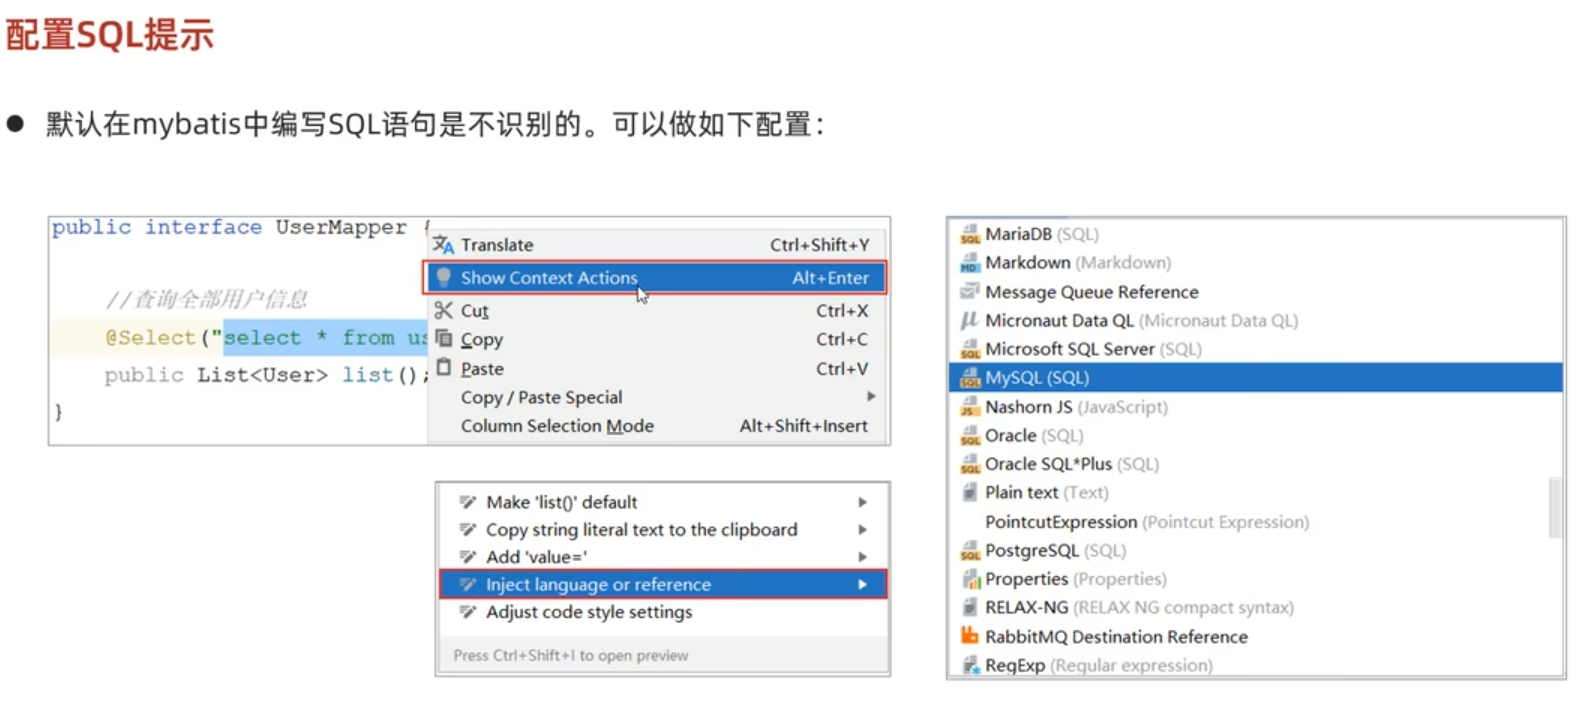 配置SQL提示
● 默认在mybatis中编写SQL语句是不识别的。可以做如下配置：
public interface UserMapper {
//查询全部用户信息
@Select("select * from us
public List<User> list();
}
Translate Ctrl+Shift+Y
Show Context Actions Alt+Enter
Cut Ctrl+X
Copy Ctrl+C
Paste Ctrl+V
Copy / Paste Special
Column Selection Mode Alt+Shift+Insert
Make 'list()' default
Copy string literal text to the clipboard
Add 'value='
Inject language or reference
Adjust code style settings
Press Ctrl+Shift+I to open preview
MariaDB (SQL)
Markdown (Markdown)
Message Queue Reference
Micronaut Data QL (Micronaut Data QL)
Microsoft SQL Server (SQL)
MySQL (SQL)
Nashorn JS (JavaScript)
Oracle (SQL)
Oracle SQL*Plus (SQL)
Plain text (Text)
PointcutExpression (Pointcut Expression)
PostgreSQL (SQL)
Properties (Properties)
RELAX-NG (RELAX NG compact syntax)
RabbitMQ Destination Reference
RegExp (Regular expression)